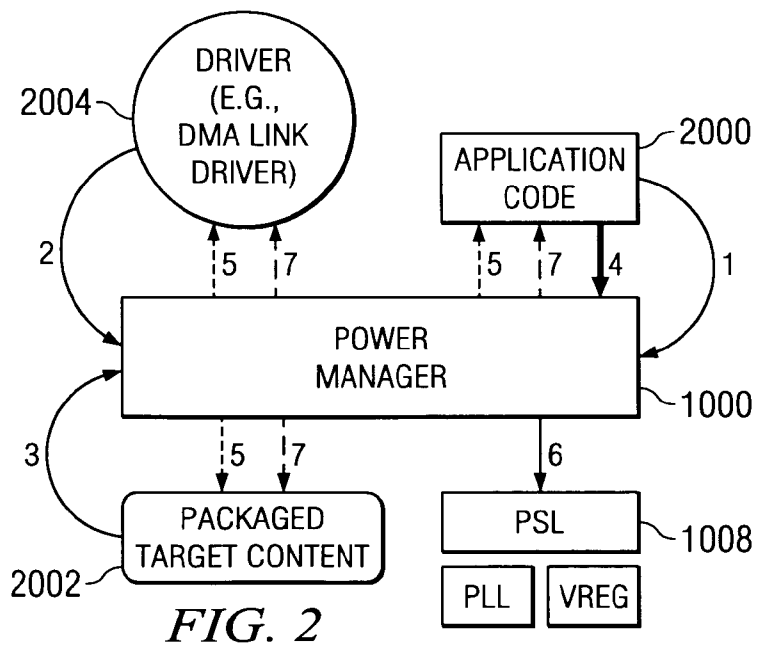 DRIVER
(E.G.,
DMA LINK
DRIVER)
2004
2000
APPLICATION
CODE
2
5
7
5
7
4
1
POWER
MANAGER
1000
3
5
7
6
PACKAGED
TARGET CONTENT
2002
PSL
1008
PLL
VREG
FIG. 2